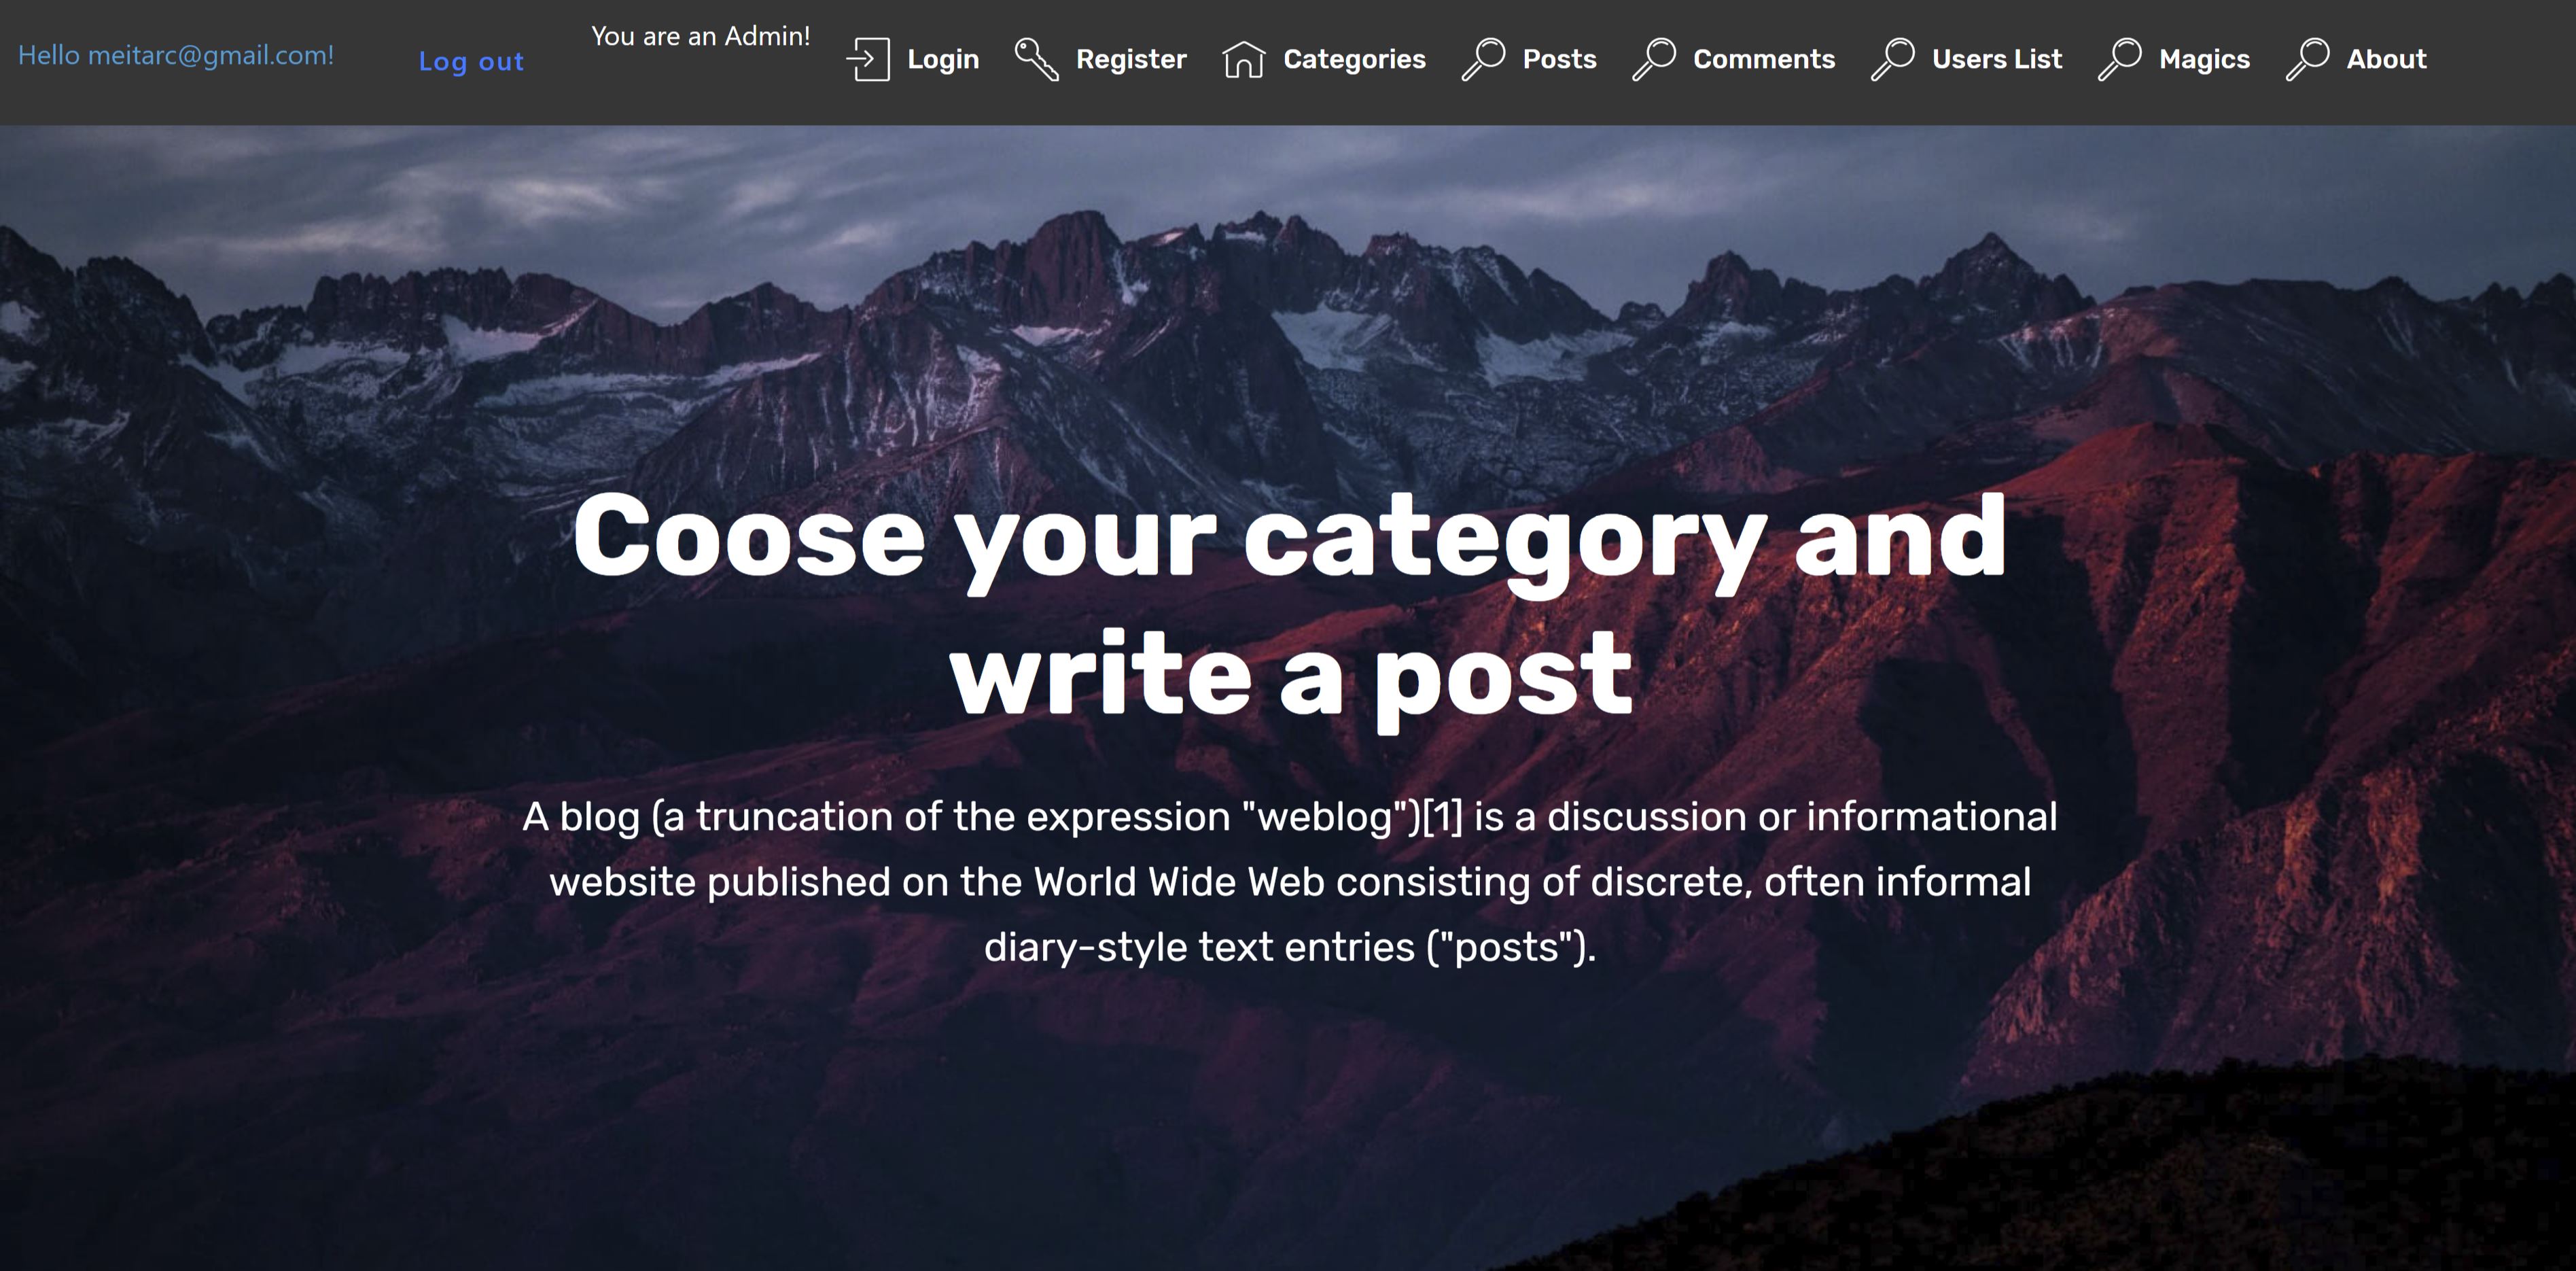 Hello meitarc@gmail.com! Log out You are an Admin! Login Register Categories Posts Comments Users List Magics About
Coose your category and
write a post
A blog (a truncation of the expression "weblog")[1] is a discussion or informational
website published on the World Wide Web consisting of discrete, often informal
diary-style text entries ("posts").